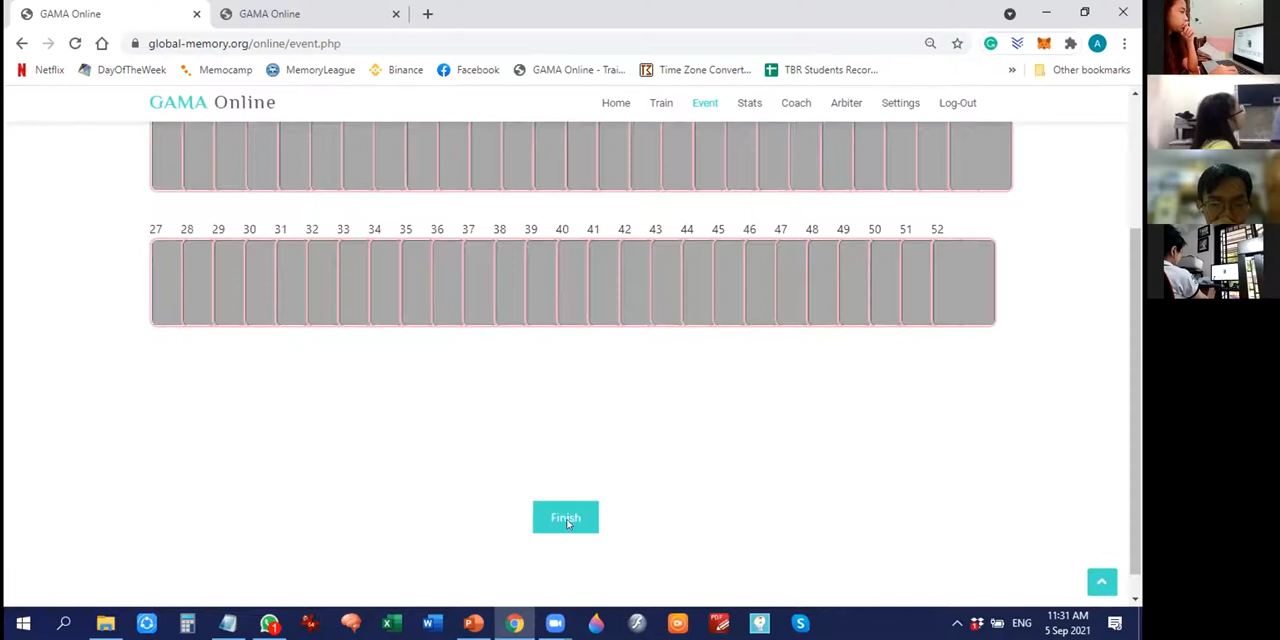 GAMA Online
GAMA Online
global-memory.org/online/event.php
A
Netflix
DayOfTheWeek
Memocamp
MemoryLeague
Binance
Facebook
GAMA Online - Trai...
Time Zone Convert...
TBR Students Recor...
»
Other bookmarks
GAMA Online
Home
Train
Event
Stats
Coach
Arbiter
Settings
Log-Out
27 28 29 30 31 32 33 34 35 36 37 38 39 40 41 42 43 44 45 46 47 48 49 50 51 52
Finish
ENG
11:31 AM
5 Sep 2021